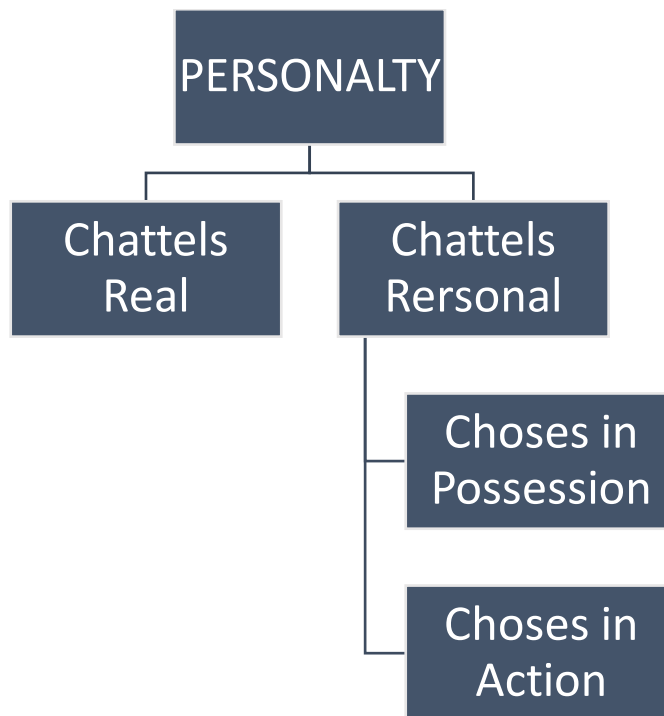 PERSONALTY
Chattels
Real
Chattels
Rersonal
Choses in
Possession
Choses in
Action